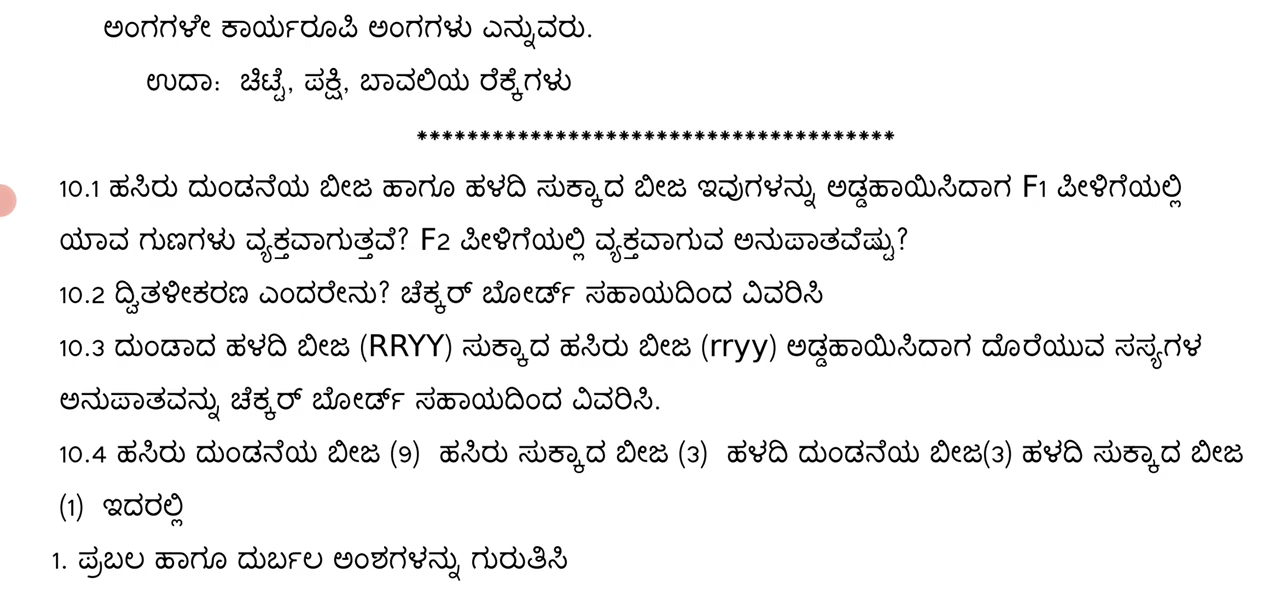 ಅಂಗಗಳೇ ಕಾರ್ಯರೂಪಿ ಅಂಗಗಳು ಎನ್ನುವರು.
ಉದಾ: ಚಿಟ್ಟೆ, ಪಕ್ಷಿ, ಬಾವಲಿಯ ರೆಕ್ಕೆಗಳು
**************************************
10.1 ಹಸಿರು ದುಂಡನೆಯ ಬೀಜ ಹಾಗೂ ಹಳದಿ ಸುಕ್ಕಾದ ಬೀಜ ಇವುಗಳನ್ನು ಅಡ್ಡಹಾಯಿಸಿದಾಗ F1 ಪೀಳಿಗೆಯಲ್ಲಿ
ಯಾವ ಗುಣಗಳು ವ್ಯಕ್ತವಾಗುತ್ತವೆ? F2 ಪೀಳಿಗೆಯಲ್ಲಿ ವ್ಯಕ್ತವಾಗುವ ಅನುಪಾತವೆಷ್ಟು?
10.2 ದ್ವಿತಳೀಕರಣ ಎಂದರೇನು? ಚೆಕ್ಕರ್ ಬೋರ್ಡ್ ಸಹಾಯದಿಂದ ವಿವರಿಸಿ
10.3 ದುಂಡಾದ ಹಳದಿ ಬೀಜ (RRYY) ಸುಕ್ಕಾದ ಹಸಿರು ಬೀಜ (rryy) ಅಡ್ಡಹಾಯಿಸಿದಾಗ ದೊರೆಯುವ ಸಸ್ಯಗಳ
ಅನುಪಾತವನ್ನು ಚೆಕ್ಕರ್ ಬೋರ್ಡ್ ಸಹಾಯದಿಂದ ವಿವರಿಸಿ.
10.4 ಹಸಿರು ದುಂಡನೆಯ ಬೀಜ (9) ಹಸಿರು ಸುಕ್ಕಾದ ಬೀಜ (3) ಹಳದಿ ದುಂಡನೆಯ ಬೀಜ(3) ಹಳದಿ ಸುಕ್ಕಾದ ಬೀಜ
(1) ಇದರಲ್ಲಿ
1. ಪ್ರಬಲ ಹಾಗೂ ದುರ್ಬಲ ಅಂಶಗಳನ್ನು ಗುರುತಿಸಿ